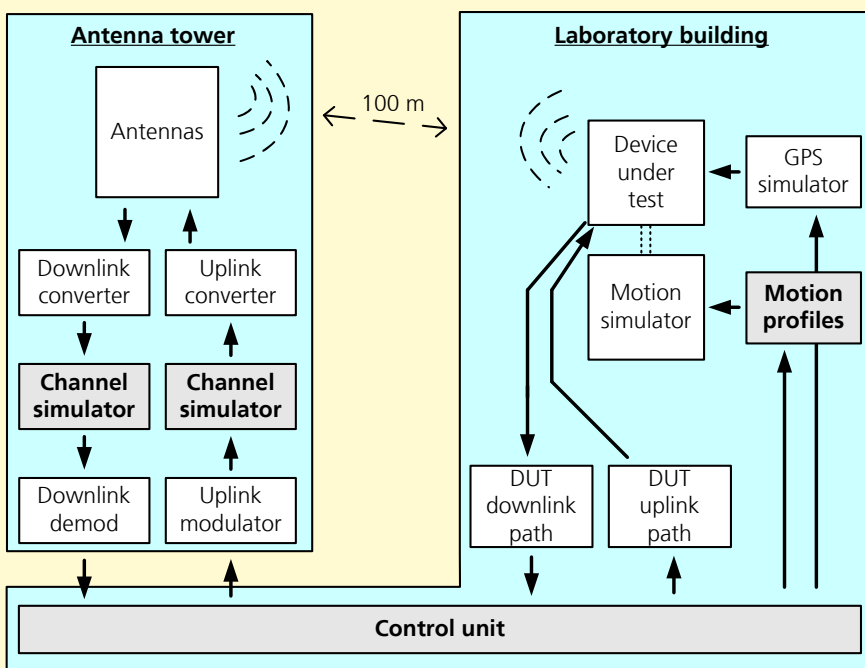 Antenna tower
Antennas
Downlink
converter
Uplink
converter
Channel
simulator
Channel
simulator
Downlink
demod
Uplink
modulator
100 m
Laboratory building
Device
under
test
GPS
simulator
Motion
simulator
Motion
profiles
DUT
downlink
path
DUT
uplink
path
Control unit